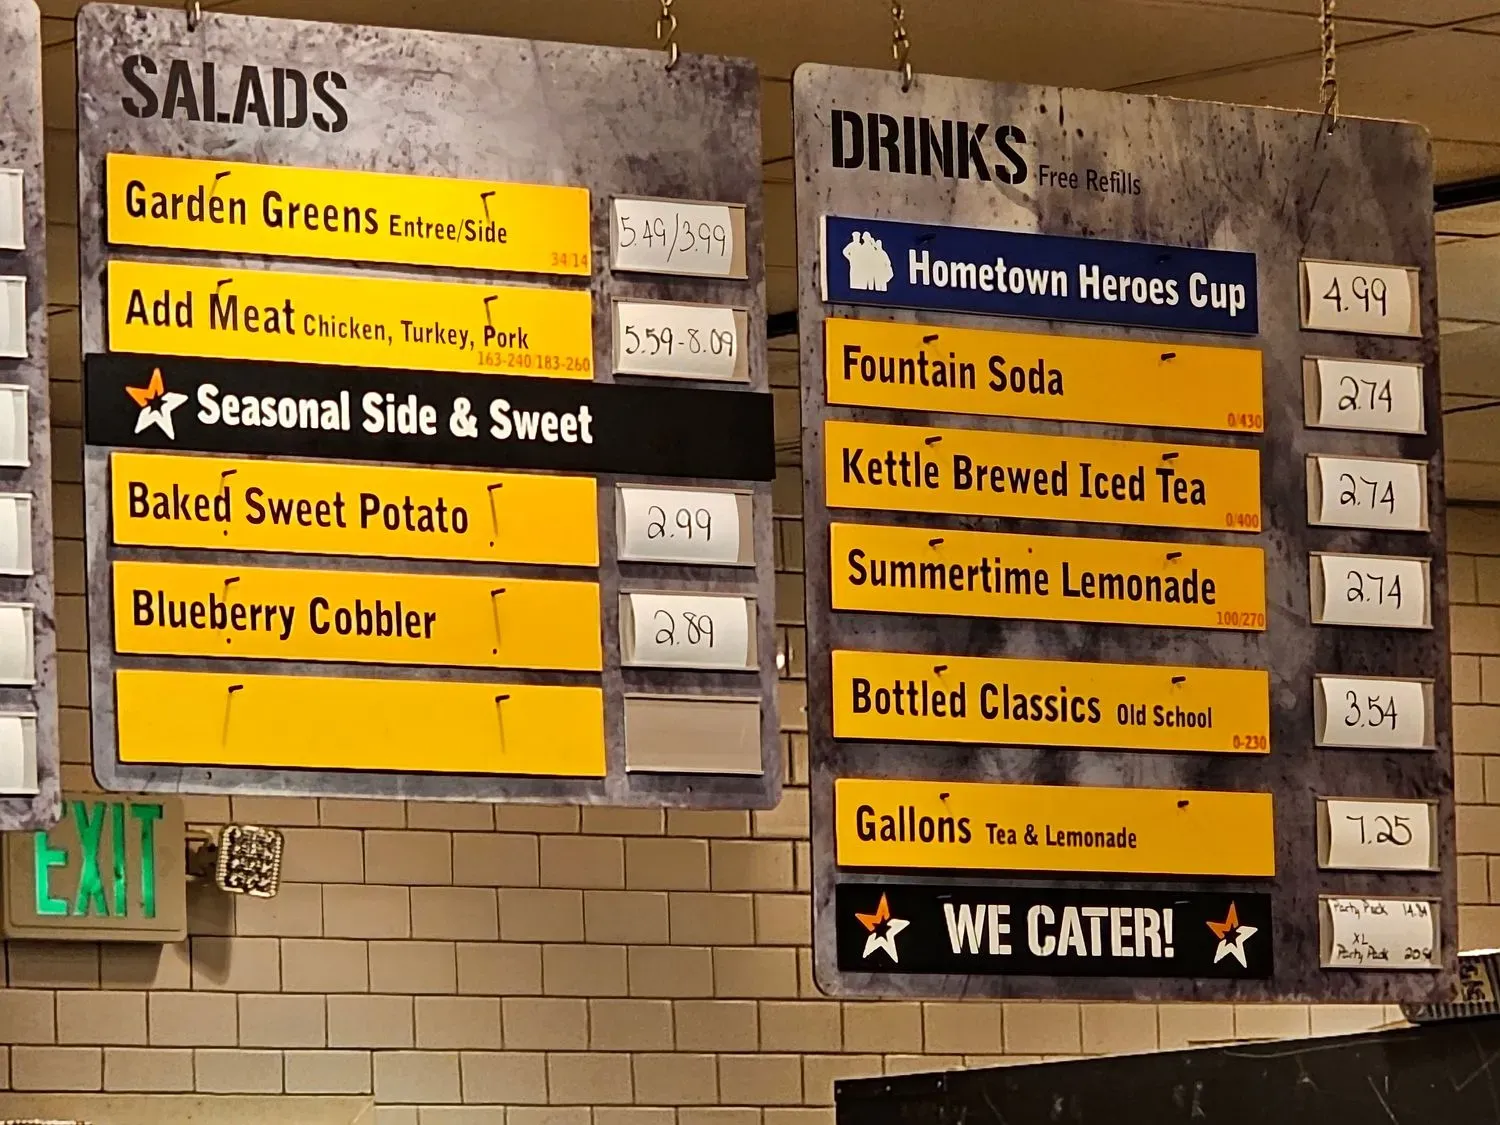 SALADS
Garden Greens Entree/Side 5.49/3.99
34/14
Add Meat Chicken, Turkey, Pork 5.59-8.09
163-240/183-260
Seasonal Side & Sweet
Baked Sweet Potato 2.99
Blueberry Cobbler 2.89
EXIT
DRINKS Free Refills
Hometown Heroes Cup 4.99
Fountain Soda 2.74
0/430
Kettle Brewed Iced Tea 2.74
0/400
Summertime Lemonade 2.74
100/270
Bottled Classics Old School 3.54
0-230
Gallons Tea & Lemonade 7.25
WE CATER!
Party Pack
XL
Party Pack